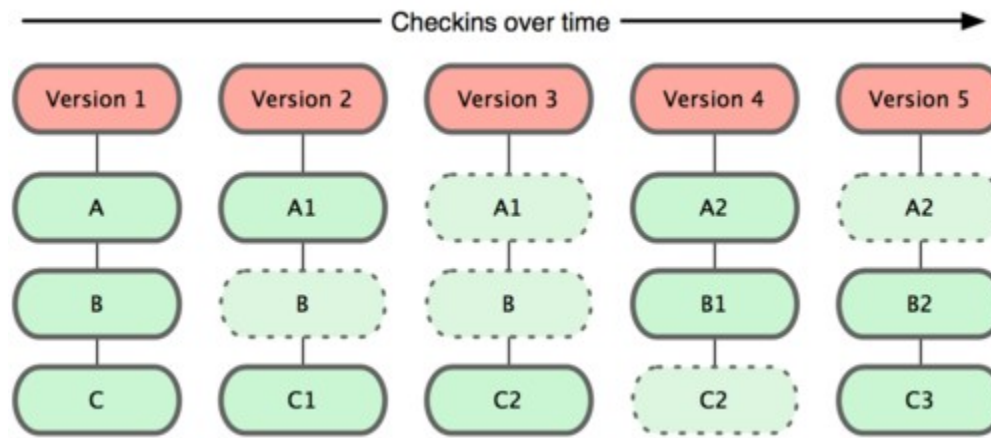 Checkins over time
Version 1 Version 2 Version 3 Version 4 Version 5
A A1 A1 A2 A2
B B B B1 B2
C C1 C2 C2 C3